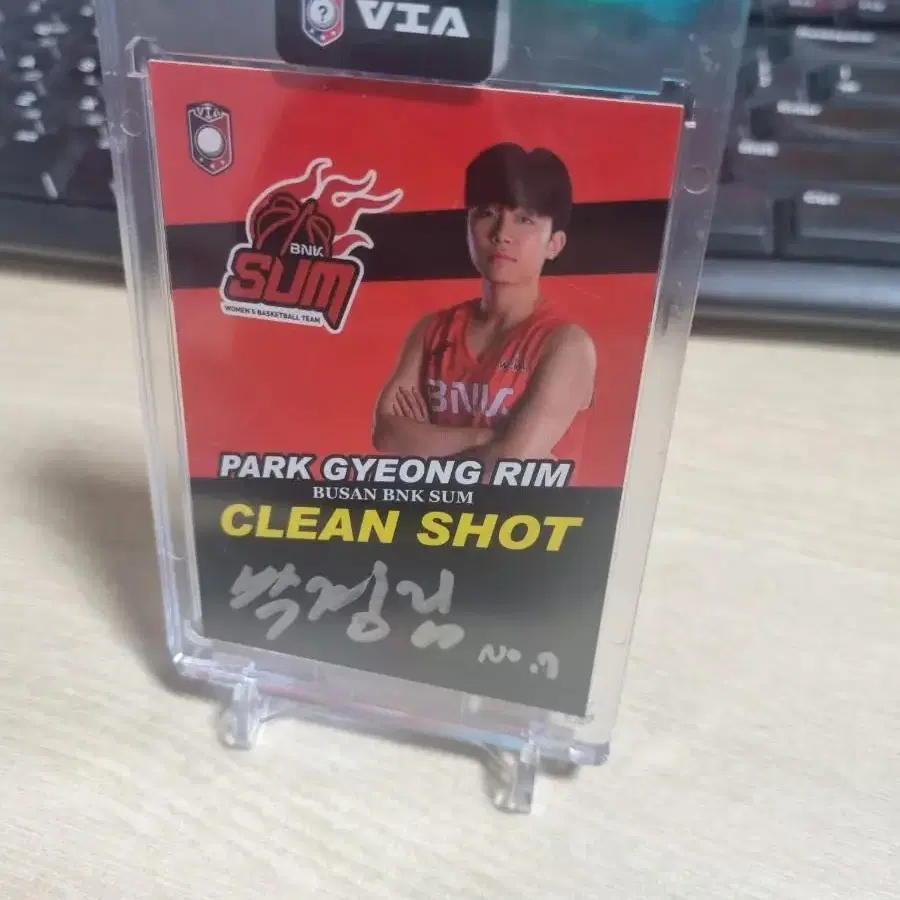 ? VIA
VIA
BNK
SUM
WOMEN'S BASKETBALL TEAM
BNK
PARK GYEONG RIM
BUSAN BNK SUM
CLEAN SHOT
박경림
No.7